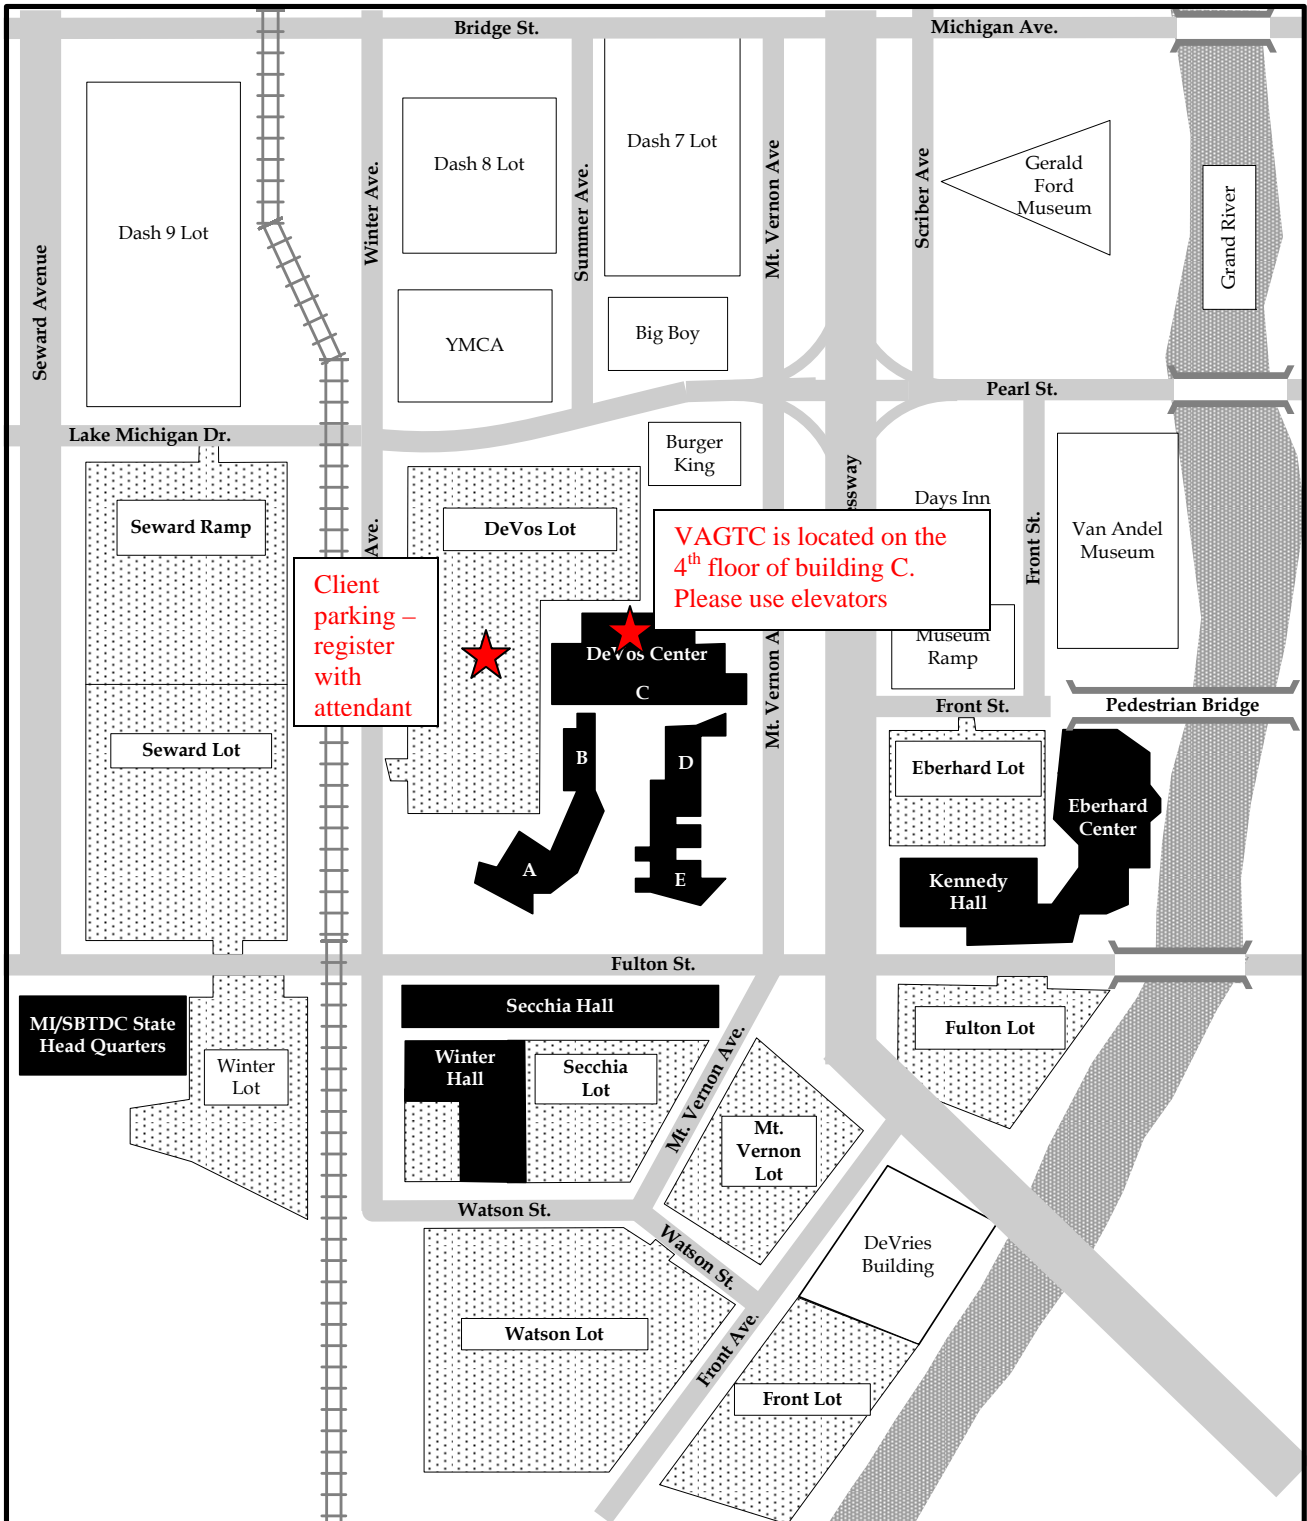 Bridge St.
Michigan Ave.
Dash 9 Lot
Dash 8 Lot
Dash 7 Lot
Gerald
Ford
Museum
Seward Avenue
Winter Ave.
Summer Ave.
Mt. Vernon Ave
Scriber Ave
Grand River
YMCA
Big Boy
Pearl St.
Lake Michigan Dr.
Burger
King
Seward Ramp
DeVos Lot
Days Inn
Ave.
essway
Front St.
Van Andel
Museum
VAGTC is located on the
4th floor of building C.
Please use elevators
Client
parking –
register
with
attendant
Museum
Ramp
DeVos Center
C
Mt. Vernon A
Front St.
Pedestrian Bridge
Seward Lot
B
D
Eberhard Lot
Eberhard
Center
A
E
Kennedy
Hall
Fulton St.
MI/SBTDC State
Head Quarters
Secchia Hall
Fulton Lot
Winter
Lot
Winter
Hall
Secchia
Lot
Mt. Vernon Ave.
Mt.
Vernon
Lot
Watson St.
Watson St.
DeVries
Building
Watson Lot
Front Ave.
Front Lot